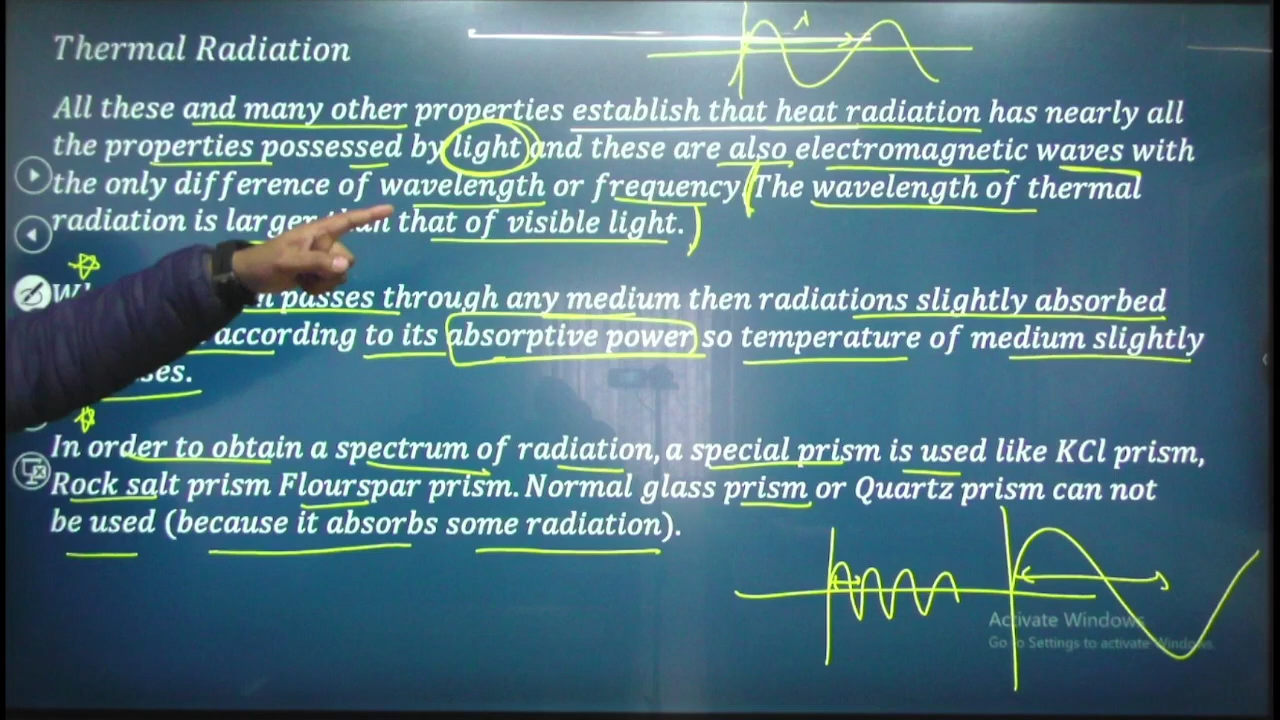 Thermal Radiation
λ
All these and many other properties establish that heat radiation has nearly all
the properties possessed by light and these are also electromagnetic waves with
the only difference of wavelength or frequency. (The wavelength of thermal
radiation is larger than that of visible light.)
passes through any medium then radiations slightly absorbed
according to its absorptive power so temperature of medium slightly
In order to obtain a spectrum of radiation, a special prism is used like KCl prism,
Rock salt prism Flourspar prism. Normal glass prism or Quartz prism can not
be used (because it absorbs some radiation).
Activate Windows
Go to Settings to activate Windows.